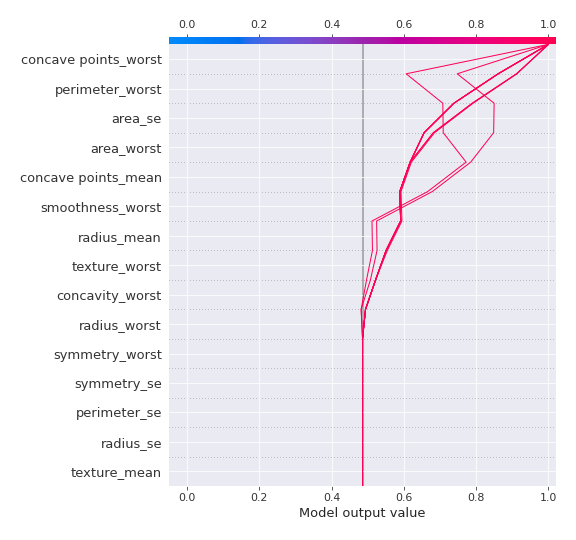 0.0 0.2 0.4 0.6 0.8 1.0
concave points_worst
perimeter_worst
area_se
area_worst
concave points_mean
smoothness_worst
radius_mean
texture_worst
concavity_worst
radius_worst
symmetry_worst
symmetry_se
perimeter_se
radius_se
texture_mean
0.0 0.2 0.4 0.6 0.8 1.0
Model output value